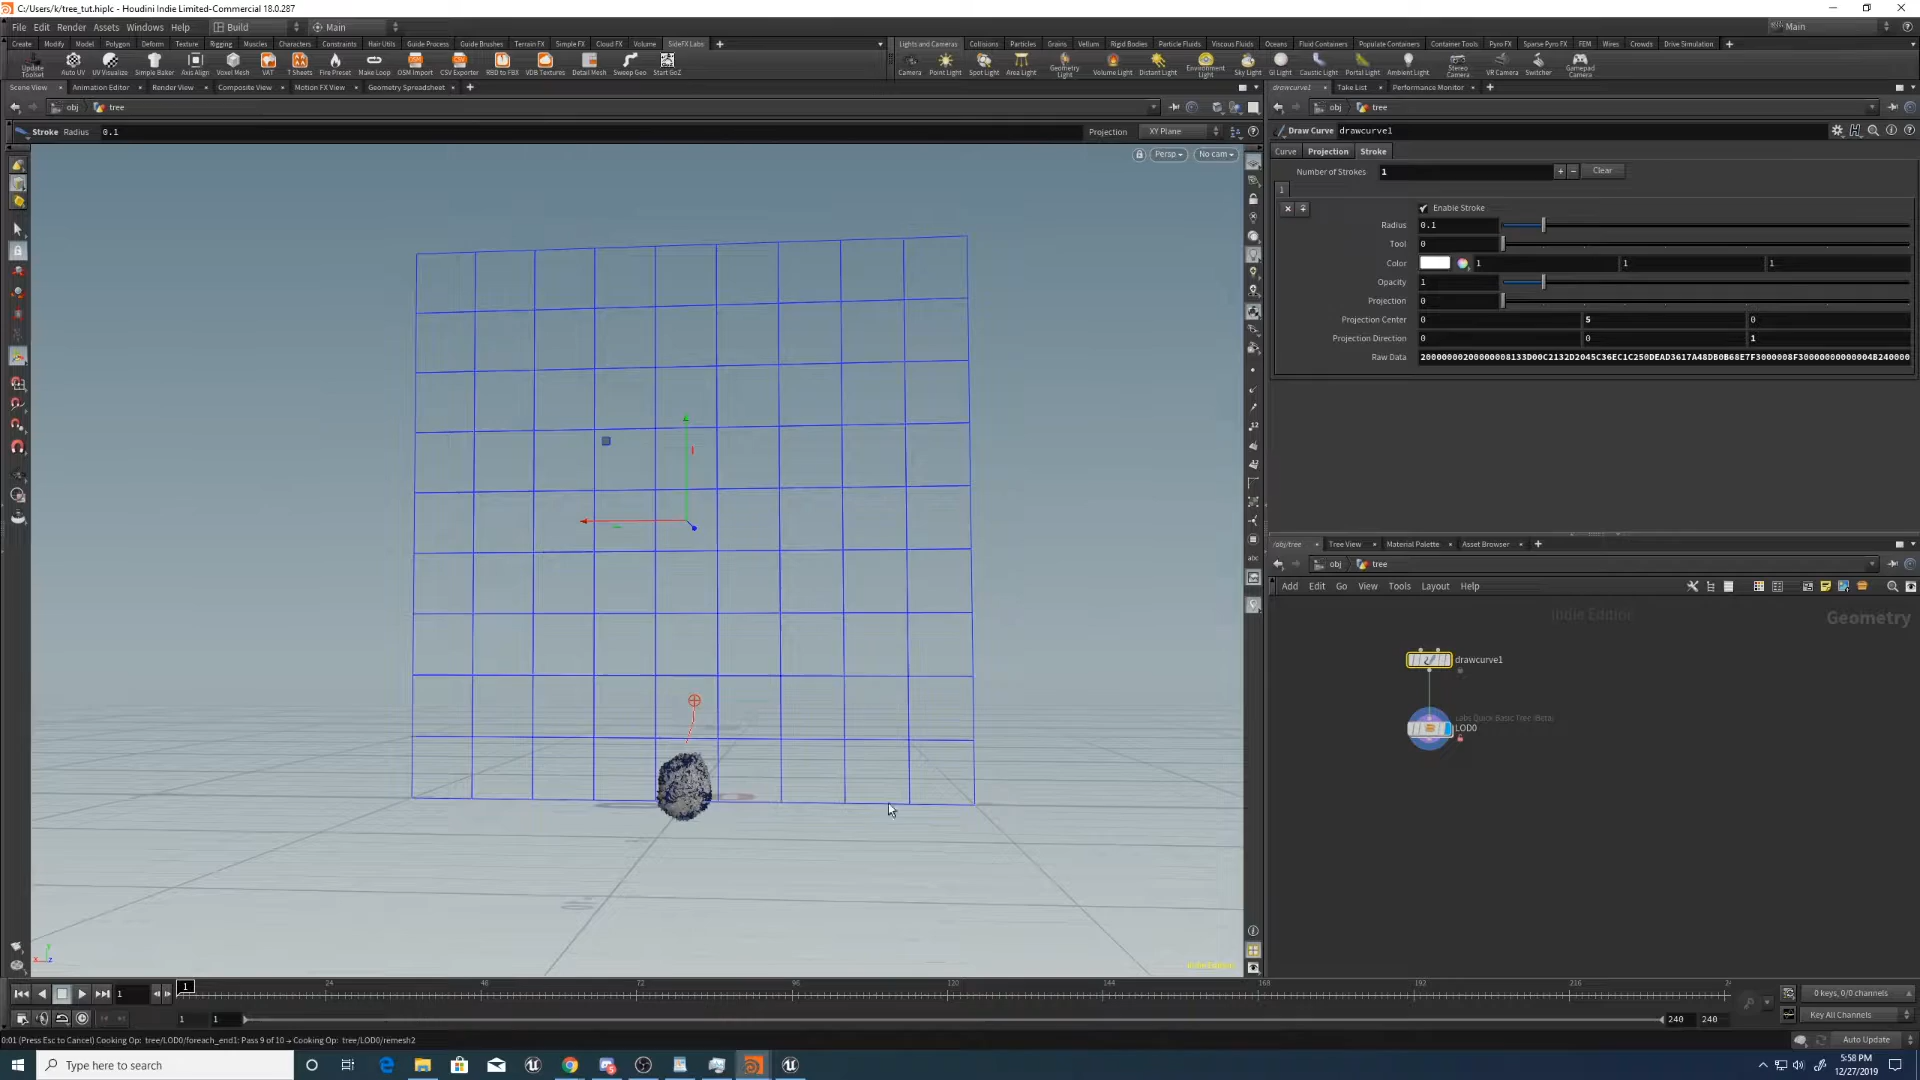 C:/Users/k/tree_tut.hiplc - Houdini Indie Limited-Commercial 18.0.287
File Edit Render Assets Windows Help Build Main Main
Create Modify Model Polygon Deform Texture Rigging Muscles Characters Constraints Hair Utils Guide Process Guide Brushes Terrain FX Simple FX Cloud FX Volume SideFX Labs
Lights and Cameras Collisions Particles Grains Vellum Rigid Bodies Particle Fluids Viscous Fluids Oceans Fluid Containers Populate Containers Container Tools Pyro FX Sparse Pyro FX FEM Wires Crowds Drive Simulation
Update Toolset Auto UV UV Visualize Simple Baker Axis Align Voxel Mesh VAT T Sheets Fire Preset Make Loop OSM Import CSV Exporter RBD to FBX VDB Textures Detail Mesh Sweep Geo Start GoZ
Camera Point Light Spot Light Area Light Geometry Light Volume Light Distant Light Environment Light Sky Light GI Light Caustic Light Portal Light Ambient Light Stereo Camera VR Camera Switcher Gamepad Camera
Scene View Animation Editor Render View Composite View Motion FX View Geometry Spreadsheet
drawcurve1 Take List Performance Monitor
obj tree
obj tree
Stroke Radius 0.1 Projection XY Plane
Draw Curve drawcurve1
Persp No cam
Curve Projection Stroke
Number of Strokes 1 Clear
1
Enable Stroke
Radius 0.1
Tool 0
Color 1 1 1
Opacity 1
Projection 0
Projection Center 0 5 0
Projection Direction 0 0 1
Raw Data
/obj/tree Tree View Material Palette Asset Browser
obj tree
Add Edit Go View Tools Layout Help
Indie Editor Geometry
drawcurve1
Labs Quick Basic Tree (Beta)
LOD0
12
abc
y
x z
1 1 24 48 72 96 120 144 168 192 216
0 keys, 0/0 channels
1 1 240 240 Key All Channels
0:01 (Press Esc to Cancel) Cooking Op: tree/LOD0/foreach_end1: Pass 9 of 10 → Cooking Op: tree/LOD0/remesh2
Auto Update
Type here to search
5:58 PM
12/27/2019